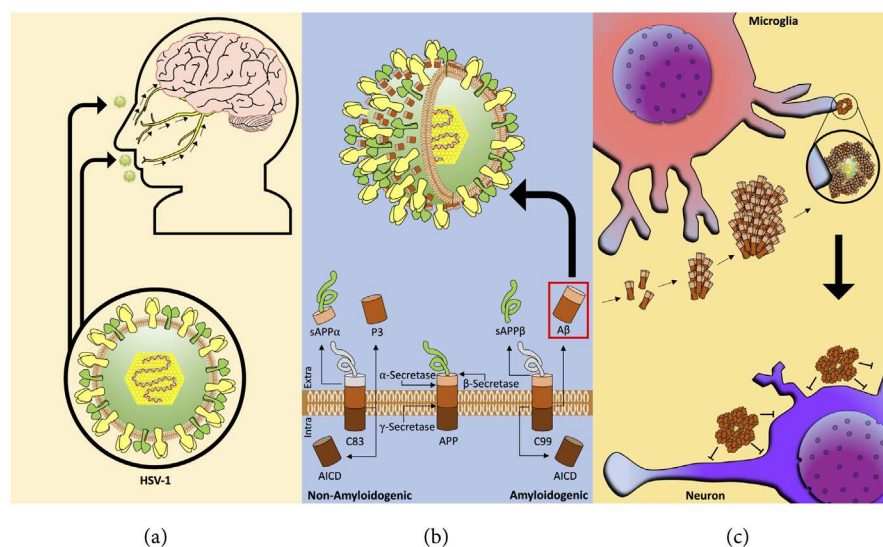 HSV-1
sAPPα
P3
sAPPβ
Aβ
α-Secretase
β-Secretase
Extra
Intra
γ-Secretase
C83
APP
C99
AICD
AICD
Non-Amyloidogenic
Amyloidogenic
Microglia
Neuron
(a)
(b)
(c)